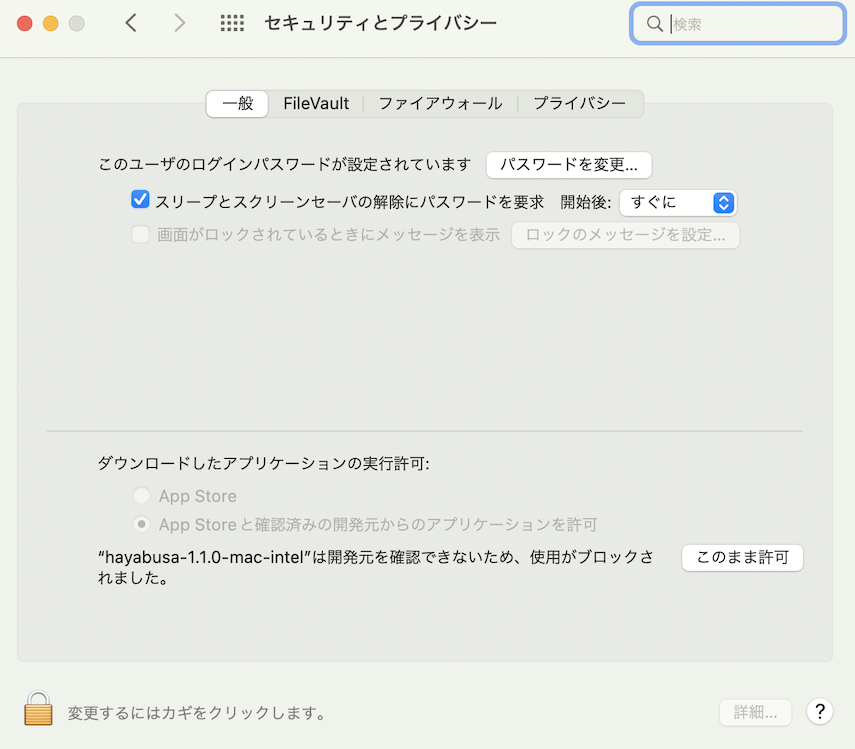 セキュリティとプライバシー
検索
一般 FileVault ファイアウォール プライバシー
このユーザのログインパスワードが設定されています パスワードを変更...
スリープとスクリーンセーバの解除にパスワードを要求 開始後: すぐに
画面がロックされているときにメッセージを表示 ロックのメッセージを設定...
ダウンロードしたアプリケーションの実行許可:
App Store
App Storeと確認済みの開発元からのアプリケーションを許可
“hayabusa-1.1.0-mac-intel”は開発元を確認できないため、使用がブロックさ
れました。
このまま許可
変更するにはカギをクリックします。
詳細... ?